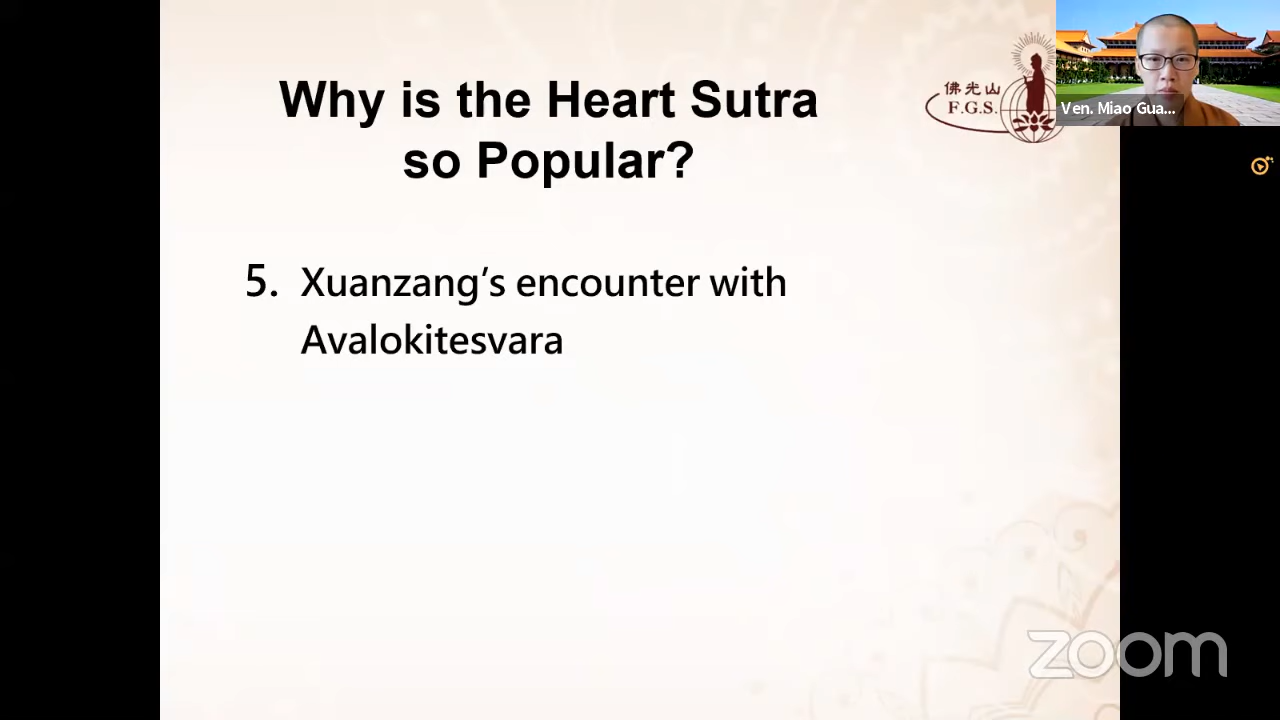 Why is the Heart Sutra
so Popular?
佛光山
F.G.S.
Ven. Miao Gua...
5. Xuanzang's encounter with
Avalokitesvara
zoom